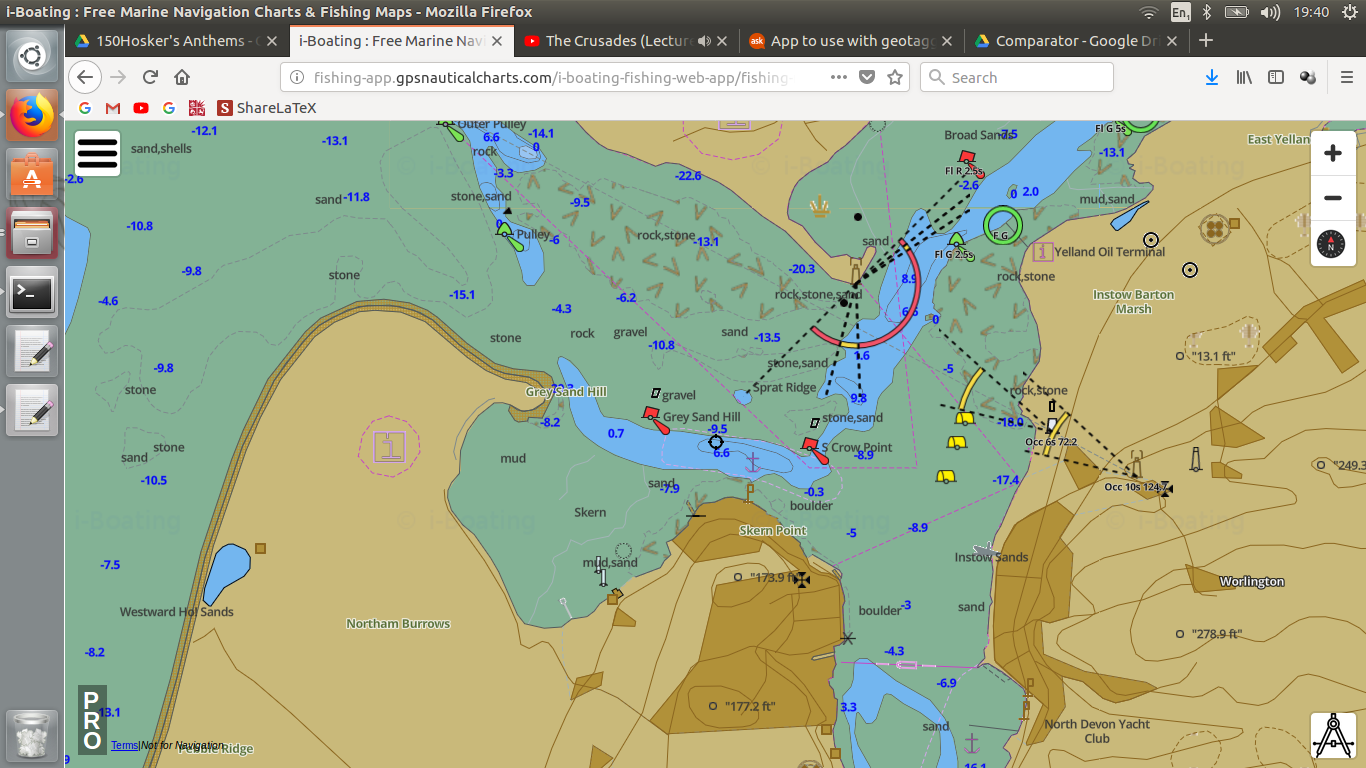 i-Boating : Free Marine Navigation Charts & Fishing Maps - Mozilla Firefox
En1
19:40
150Hosker's Anthems -
i-Boating : Free Marine Navi
The Crusades (Lectur
ask
App to use with geotag
Comparator - Google Dr
fishing-app.gpsnauticalcharts.com/i-boating-fishing-web-app/fishing-
Search
ShareLaTeX
-12.1
-13.1
Outer Pulley
6.6
-14.1
0
Broad Sands
-7.5
Fl G 5s
East Yellan
sand,shells
rock
-13.1
-2.6
-3.3
-22.6
Fl R 2.5s
-2.6
0
2.0
sand
-11.8
stone,sand
-9.5
mud,sand
-10.8
0
Pulley
-6
rock,stone
-13.1
sand
F G
Fl G 2.5s
Yelland Oil Terminal
-9.8
stone
-20.3
8.9
rock,stone
-4.6
-15.1
-6.2
rock,stone,sand
Instow Barton
Marsh
-4.3
6.6
0
stone
rock
gravel
sand
-13.5
-10.8
1.6
"13.1 ft"
-9.8
stone,sand
-5
stone
Grey Sand Hill
gravel
Sprat Ridge
9.8
rock,stone
-8.2
0.7
Grey Sand Hill
-9.5
stone,sand
-18.0
stone
6.6
S Crow Point
-8.9
Occ 6s 72.2
sand
mud
"249.3
-10.5
sand
-7.9
-0.3
-17.4
Occ 10s 124.7
Skern
boulder
Skern Point
-5
-8.9
-7.5
mud,sand
"173.9 ft"
Instow Sands
Worlington
Westward Ho! Sands
Northam Burrows
boulder
-3
sand
"278.9 ft"
-8.2
-4.3
-6.9
PRO
-13.1
"177.2 ft"
3.3
sand
North Devon Yacht
Club
Terms|Not for Navigation
Pebble Ridge
16.1
i-Boating
© i-Boating
© i-Boating